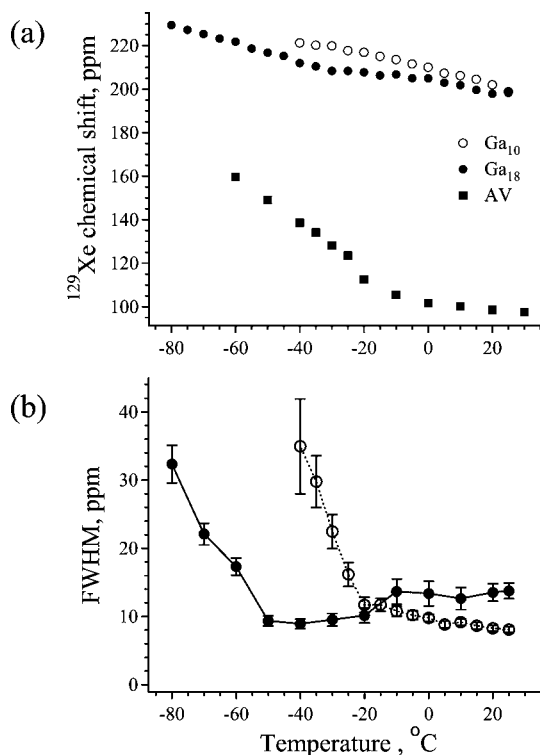 (a)
129Xe chemical shift, ppm
220
200
180
160
140
120
100
Ga10
Ga18
AV
-80 -60 -40 -20 0 20
(b)
FWHM, ppm
40
30
20
10
0
-80 -60 -40 -20 0 20
Temperature , °C